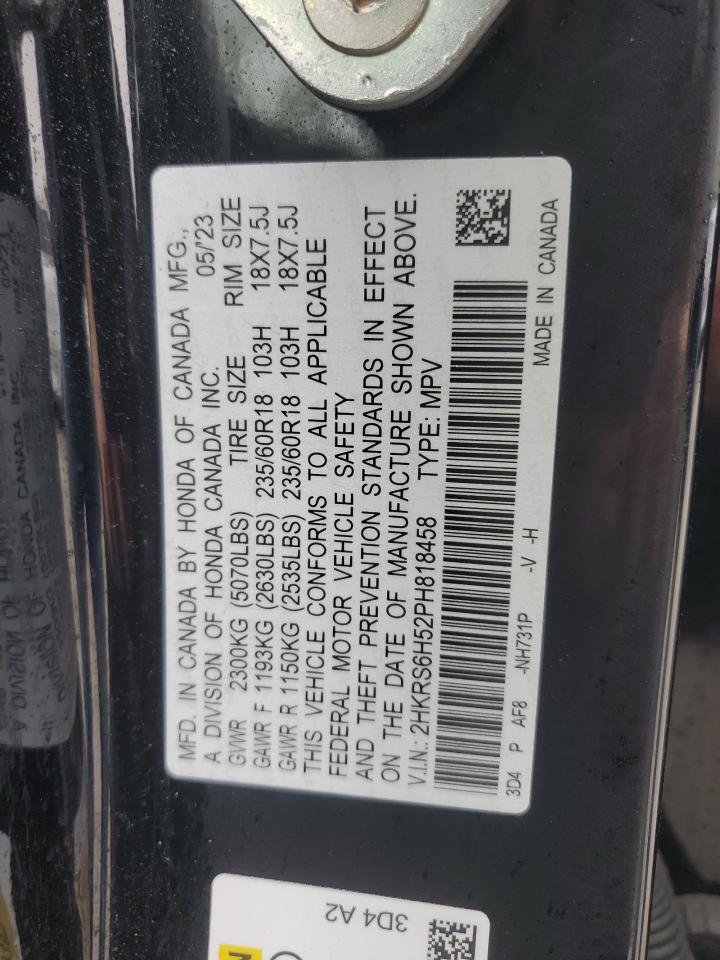 MFD. IN CANADA BY HONDA OF CANADA MFG.,
A DIVISION OF HONDA CANADA INC. 05/'23
GVWR 2300KG (5070LBS) TIRE SIZE RIM SIZE
GAWR F 1193KG (2630LBS) 235/60R18 103H 18X7.5J
GAWR R 1150KG (2535LBS) 235/60R18 103H 18X7.5J
THIS VEHICLE CONFORMS TO ALL APPLICABLE
FEDERAL MOTOR VEHICLE SAFETY
AND THEFT PREVENTION STANDARDS IN EFFECT
ON THE DATE OF MANUFACTURE SHOWN ABOVE.
V.I.N.: 2HKRS6H52PH818458 TYPE: MPV
3D4 P AF8 -NH731P -V -H MADE IN CANADA
3D4 A2